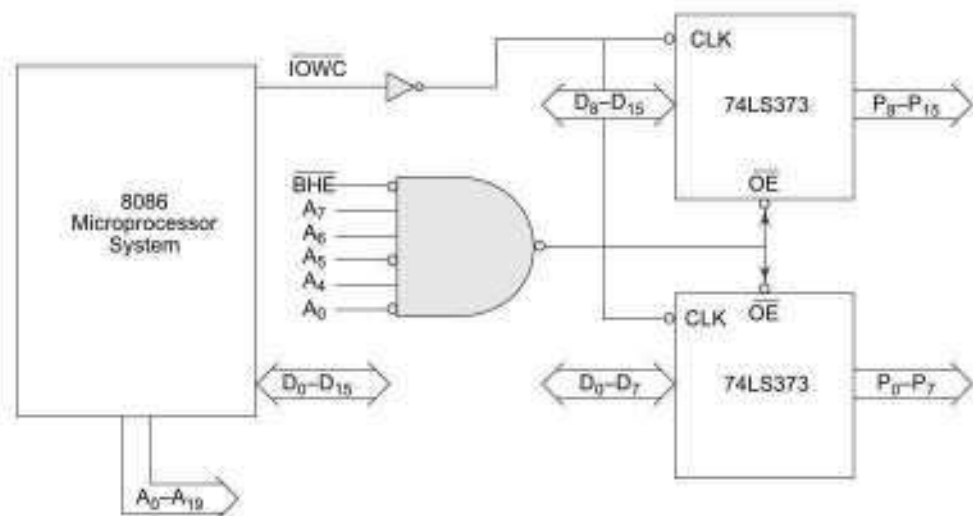 8086
Microprocessor
System
IOWC
BHE
A7
A6
A5
A4
A0
D0–D15
A0–A19
CLK
D8–D15
74LS373
P8–P15
OE
OE
CLK
D0–D7
74LS373
P0–P7